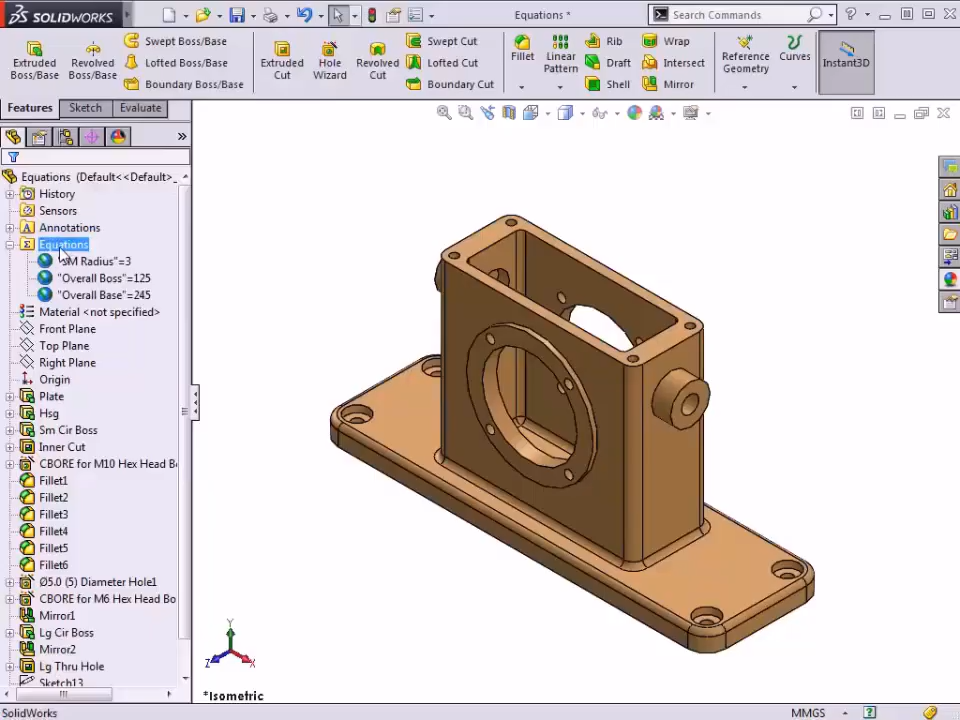 SOLIDWORKS
Equations *
Search Commands
Extruded Boss/Base
Revolved Boss/Base
Swept Boss/Base
Lofted Boss/Base
Boundary Boss/Base
Extruded Cut
Hole Wizard
Revolved Cut
Swept Cut
Lofted Cut
Boundary Cut
Fillet
Linear Pattern
Rib
Draft
Shell
Wrap
Intersect
Mirror
Reference Geometry
Curves
Instant3D
Features
Sketch
Evaluate
Equations (Default<<Default>_
History
Sensors
Annotations
Equations
SM Radius"=3
"Overall Boss"=125
"Overall Base"=245
Material <not specified>
Front Plane
Top Plane
Right Plane
Origin
Plate
Hsg
Sm Cir Boss
Inner Cut
CBORE for M10 Hex Head B
Fillet1
Fillet2
Fillet3
Fillet4
Fillet5
Fillet6
Ø5.0 (5) Diameter Hole1
CBORE for M6 Hex Head Bo
Mirror1
Lg Cir Boss
Mirror2
Lg Thru Hole
Sketch13
Y
Z
X
*Isometric
SolidWorks
MMGS